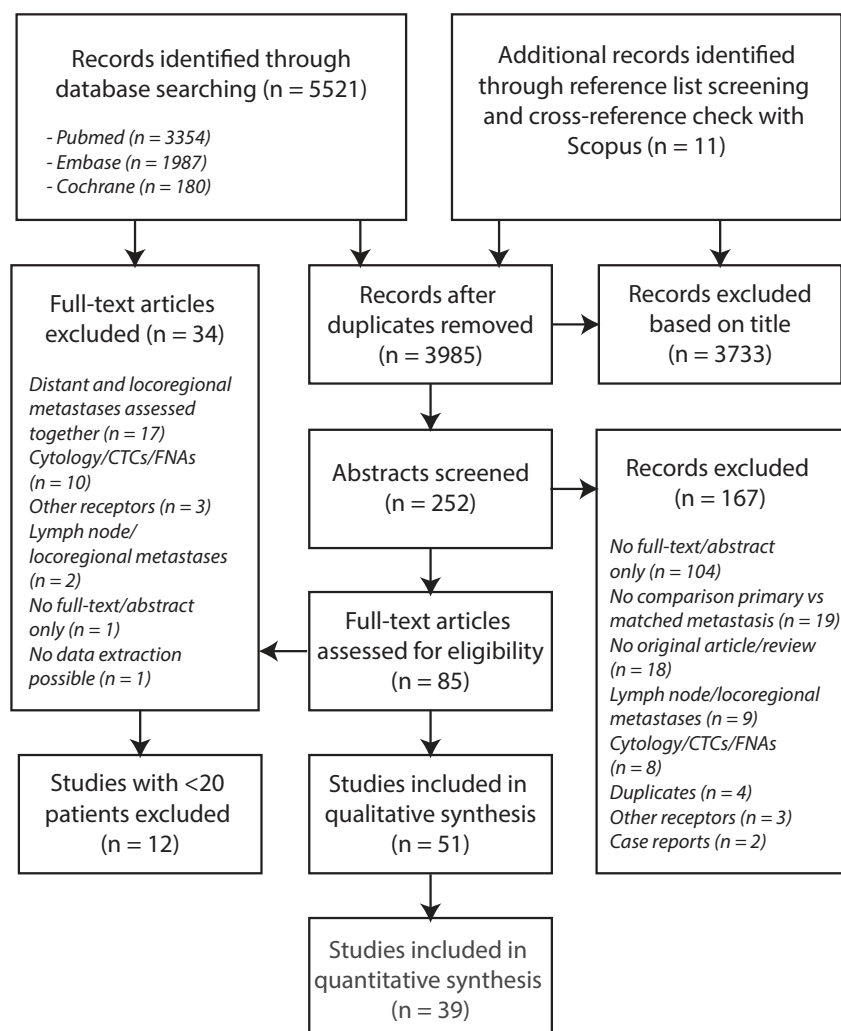 Records identified through
database searching (n = 5521)
- Pubmed (n = 3354)
- Embase (n = 1987)
- Cochrane (n = 180)
Additional records identified
through reference list screening
and cross-reference check with
Scopus (n = 11)
Full-text articles
excluded (n = 34)
Distant and locoregional
metastases assessed
together (n = 17)
Cytology/CTCs/FNAs
(n = 10)
Other receptors (n = 3)
Lymph node/
locoregional metastases
(n = 2)
No full-text/abstract
only (n = 1)
No data extraction
possible (n = 1)
Records after
duplicates removed
(n = 3985)
Records excluded
based on title
(n = 3733)
Abstracts screened
(n = 252)
Records excluded
(n = 167)
No full-text/abstract
only (n = 104)
No comparison primary vs
matched metastasis (n = 19)
No original article/review
(n = 18)
Lymph node/locoregional
metastases (n = 9)
Cytology/CTCs/FNAs
(n = 8)
Duplicates (n = 4)
Other receptors (n = 3)
Case reports (n = 2)
Full-text articles
assessed for eligibility
(n = 85)
Studies with <20
patients excluded
(n = 12)
Studies included in
qualitative synthesis
(n = 51)
Studies included in
quantitative synthesis
(n = 39)